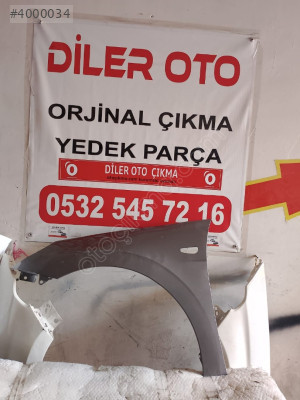 #4000034
DİLER OTO
ORJİNAL ÇIKMA
YEDEK PARÇA
DİLER OTO ÇIKMA
0532 545 72 16